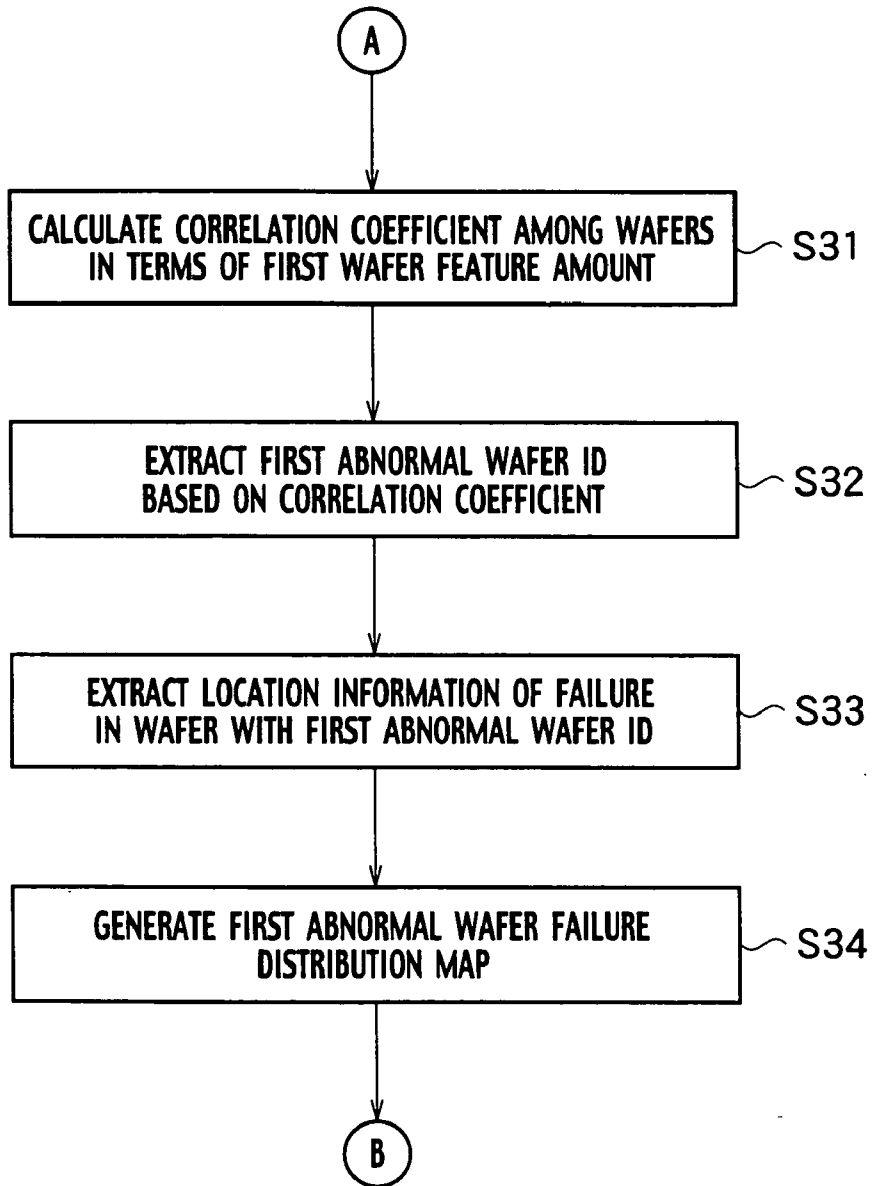 A
CALCULATE CORRELATION COEFFICIENT AMONG WAFERS
IN TERMS OF FIRST WAFER FEATURE AMOUNT
S31
EXTRACT FIRST ABNORMAL WAFER ID
BASED ON CORRELATION COEFFICIENT
S32
EXTRACT LOCATION INFORMATION OF FAILURE
IN WAFER WITH FIRST ABNORMAL WAFER ID
S33
GENERATE FIRST ABNORMAL WAFER FAILURE
DISTRIBUTION MAP
S34
B